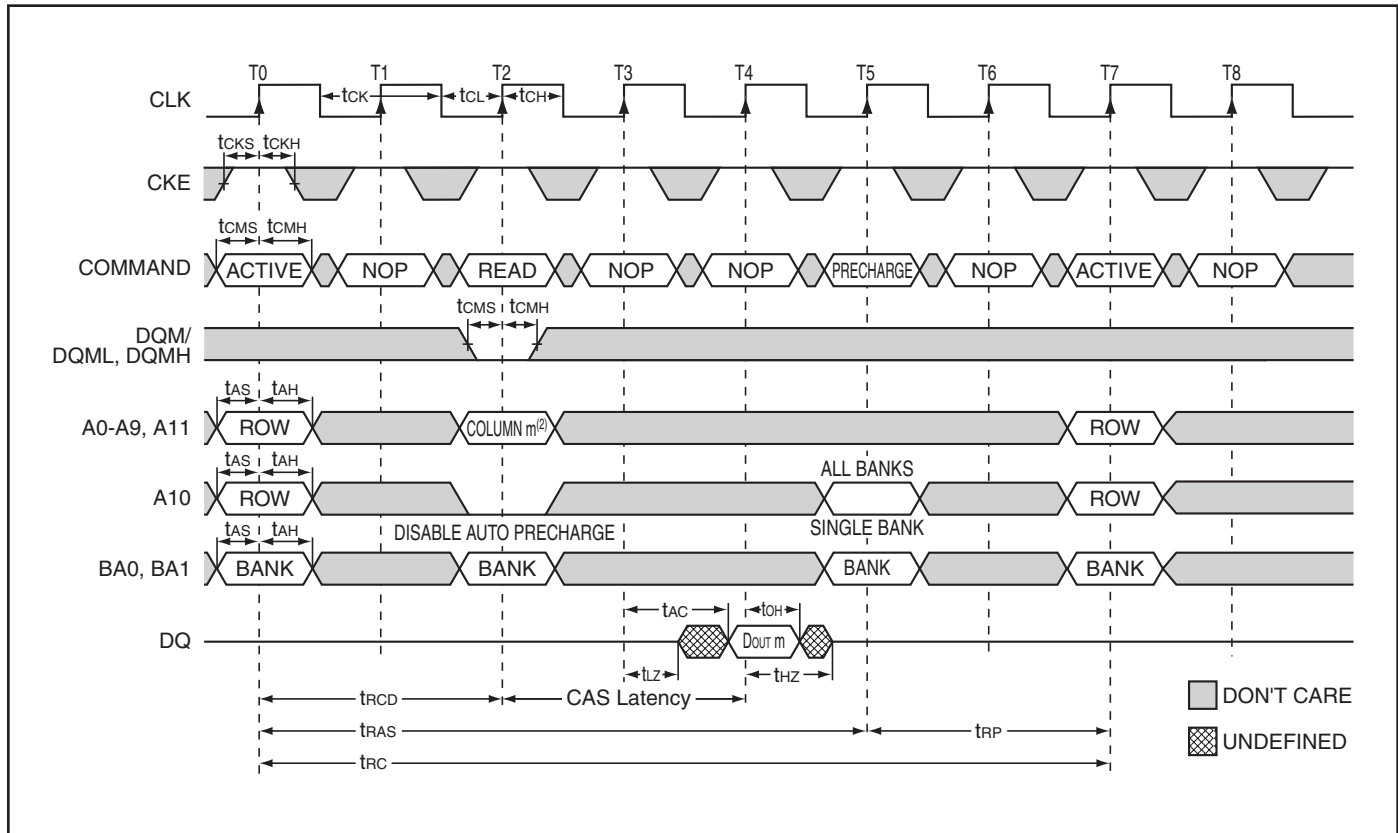 T0 T1 T2 T3 T4 T5 T6 T7 T8
CLK tCK tCL tCH
tCKS tCKH
CKE
tCMS tCMH
COMMAND ACTIVE NOP READ NOP NOP PRECHARGE NOP ACTIVE NOP
tCMS tCMH
DQM/
DQML, DQMH
tAS tAH
A0-A9, A11 ROW COLUMN m(2) ROW
tAS tAH ALL BANKS
A10 ROW ROW
tAS tAH DISABLE AUTO PRECHARGE SINGLE BANK
BA0, BA1 BANK BANK BANK BANK
tAC tOH
DQ DOUT m
tLZ tHZ
tRCD CAS Latency
DON'T CARE
tRAS tRP
UNDEFINED
tRC